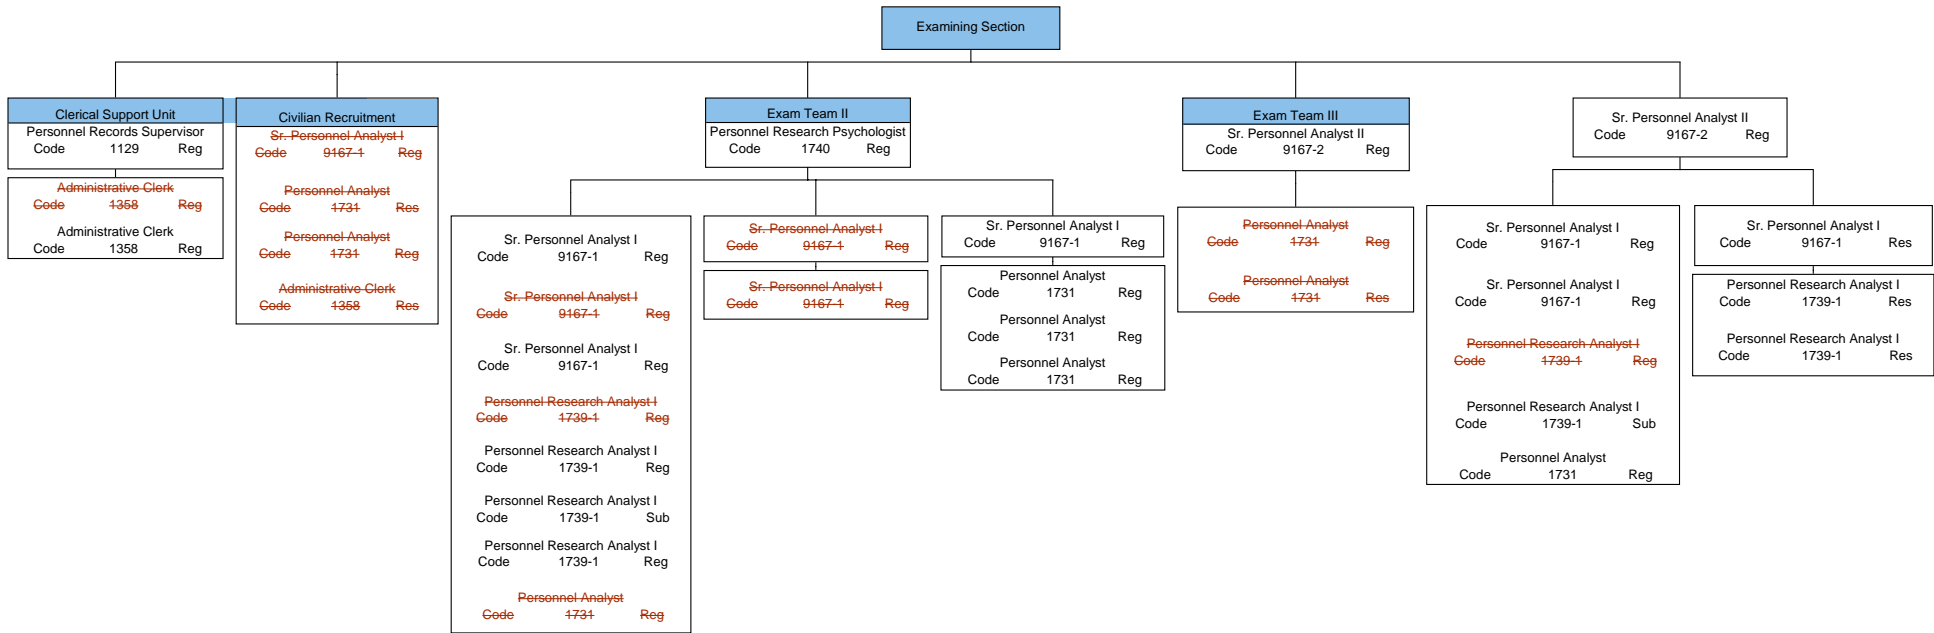 Examining Section
Clerical Support Unit
Personnel Records Supervisor
Code 1129 Reg
Administrative Clerk
Code 1358 Reg
Administrative Clerk
Code 1358 Reg
Civilian Recruitment
Sr. Personnel Analyst I
Code 9167-1 Reg
Personnel Analyst
Code 1731 Res
Personnel Analyst
Code 1731 Reg
Administrative Clerk
Code 1358 Res
Exam Team II
Personnel Research Psychologist
Code 1740 Reg
Sr. Personnel Analyst I
Code 9167-1 Reg
Sr. Personnel Analyst I
Code 9167-1 Reg
Sr. Personnel Analyst I
Code 9167-1 Reg
Personnel Research Analyst I
Code 1739-1 Reg
Personnel Research Analyst I
Code 1739-1 Reg
Personnel Research Analyst I
Code 1739-1 Sub
Personnel Research Analyst I
Code 1739-1 Reg
Personnel Analyst
Code 1731 Reg
Sr. Personnel Analyst I
Code 9167-1 Reg
Sr. Personnel Analyst I
Code 9167-1 Reg
Sr. Personnel Analyst I
Code 9167-1 Reg
Personnel Analyst
Code 1731 Reg
Personnel Analyst
Code 1731 Reg
Personnel Analyst
Code 1731 Reg
Exam Team III
Sr. Personnel Analyst II
Code 9167-2 Reg
Personnel Analyst
Code 1731 Reg
Personnel Analyst
Code 1731 Res
Sr. Personnel Analyst II
Code 9167-2 Reg
Sr. Personnel Analyst I
Code 9167-1 Reg
Sr. Personnel Analyst I
Code 9167-1 Reg
Personnel Research Analyst I
Code 1739-1 Reg
Personnel Research Analyst I
Code 1739-1 Sub
Personnel Analyst
Code 1731 Reg
Sr. Personnel Analyst I
Code 9167-1 Res
Personnel Research Analyst I
Code 1739-1 Res
Personnel Research Analyst I
Code 1739-1 Res